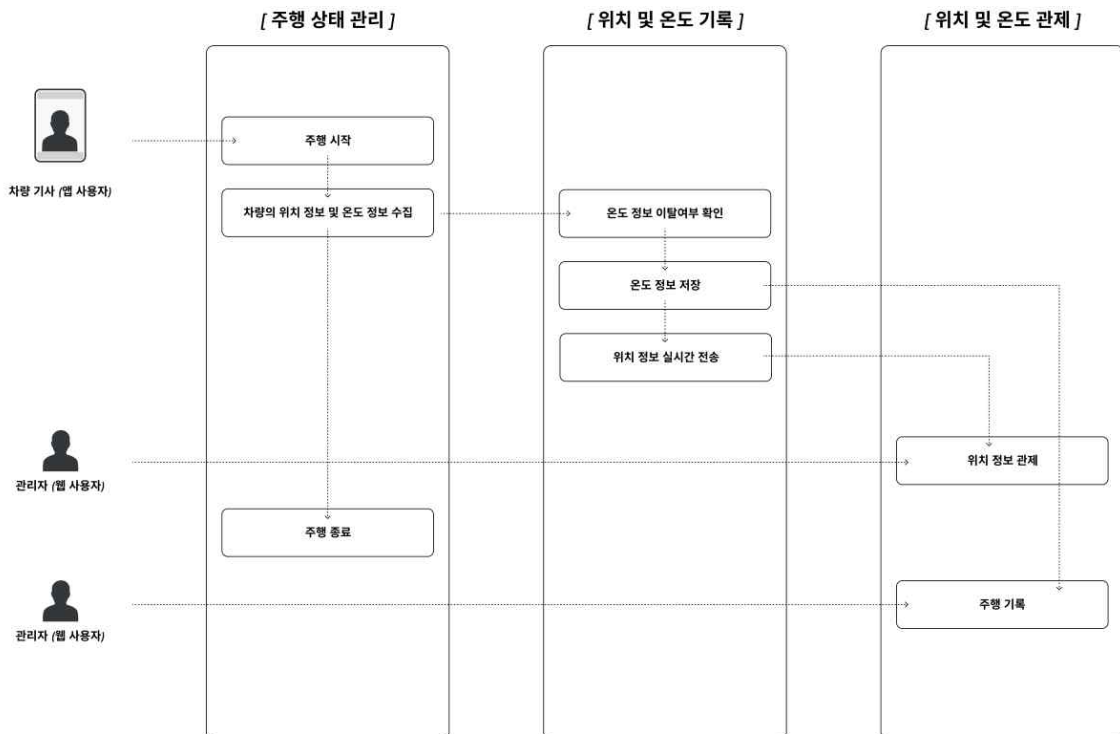 [ 주행 상태 관리 ]
[ 위치 및 온도 기록 ]
[ 위치 및 온도 관제 ]
주행 시작
차량 기사 (앱 사용자)
차량의 위치 정보 및 온도 정보 수집
온도 정보 이탈여부 확인
온도 정보 저장
위치 정보 실시간 전송
위치 정보 관제
관리자 (웹 사용자)
주행 종료
주행 기록
관리자 (웹 사용자)